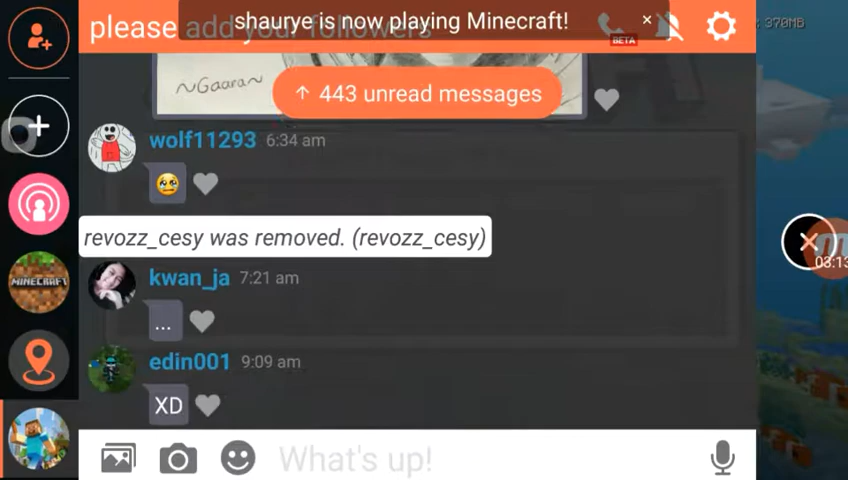 shaurye is now playing Minecraft! ×
please add your followers
BETA
370MB
~Gaara~
↑ 443 unread messages
wolf11293 6:34 am
revozz_cesy was removed. (revozz_cesy)
MINECRAFT
kwan_ja 7:21 am
...
03:13
edin001 9:09 am
XD
What's up!